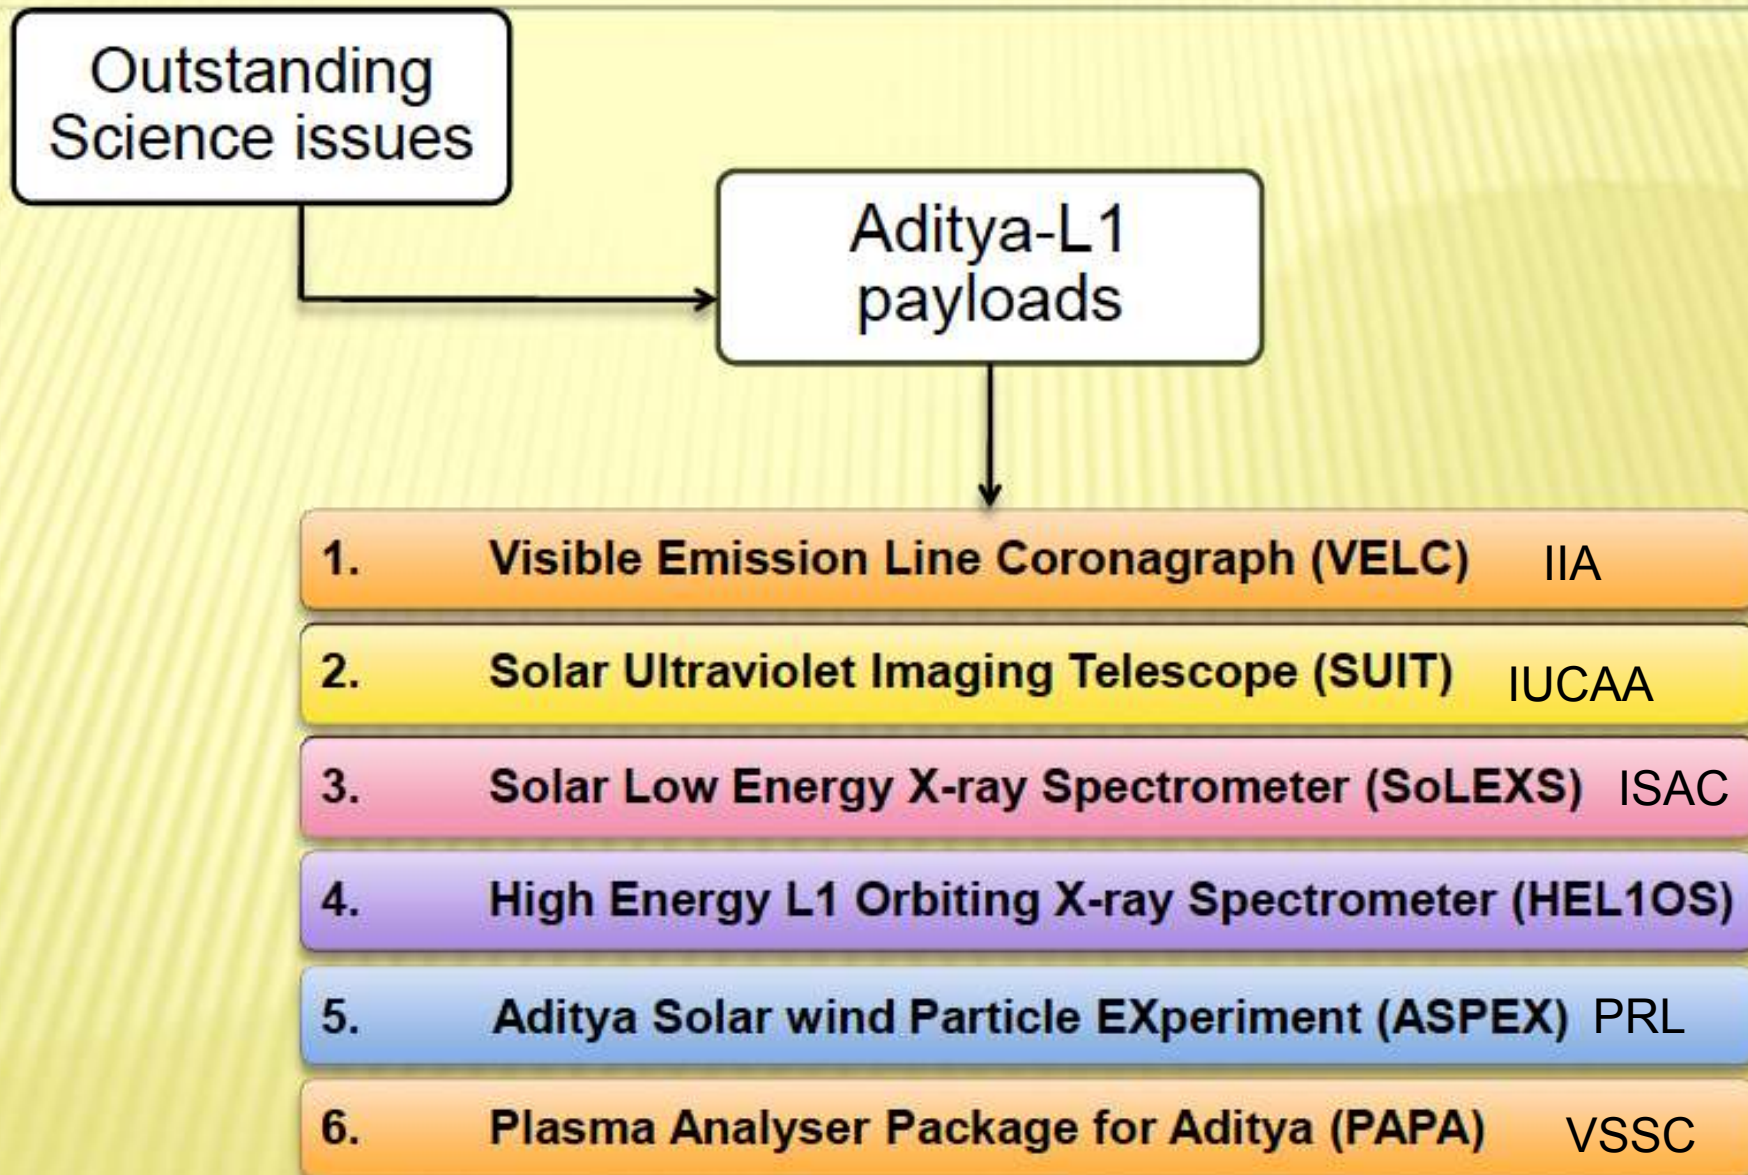 Outstanding
Science issues
Aditya-L1
payloads
1. Visible Emission Line Coronagraph (VELC) IIA
2. Solar Ultraviolet Imaging Telescope (SUIT) IUCAA
3. Solar Low Energy X-ray Spectrometer (SoLEXS) ISAC
4. High Energy L1 Orbiting X-ray Spectrometer (HEL1OS)
5. Aditya Solar wind Particle EXperiment (ASPEX) PRL
6. Plasma Analyser Package for Aditya (PAPA) VSSC